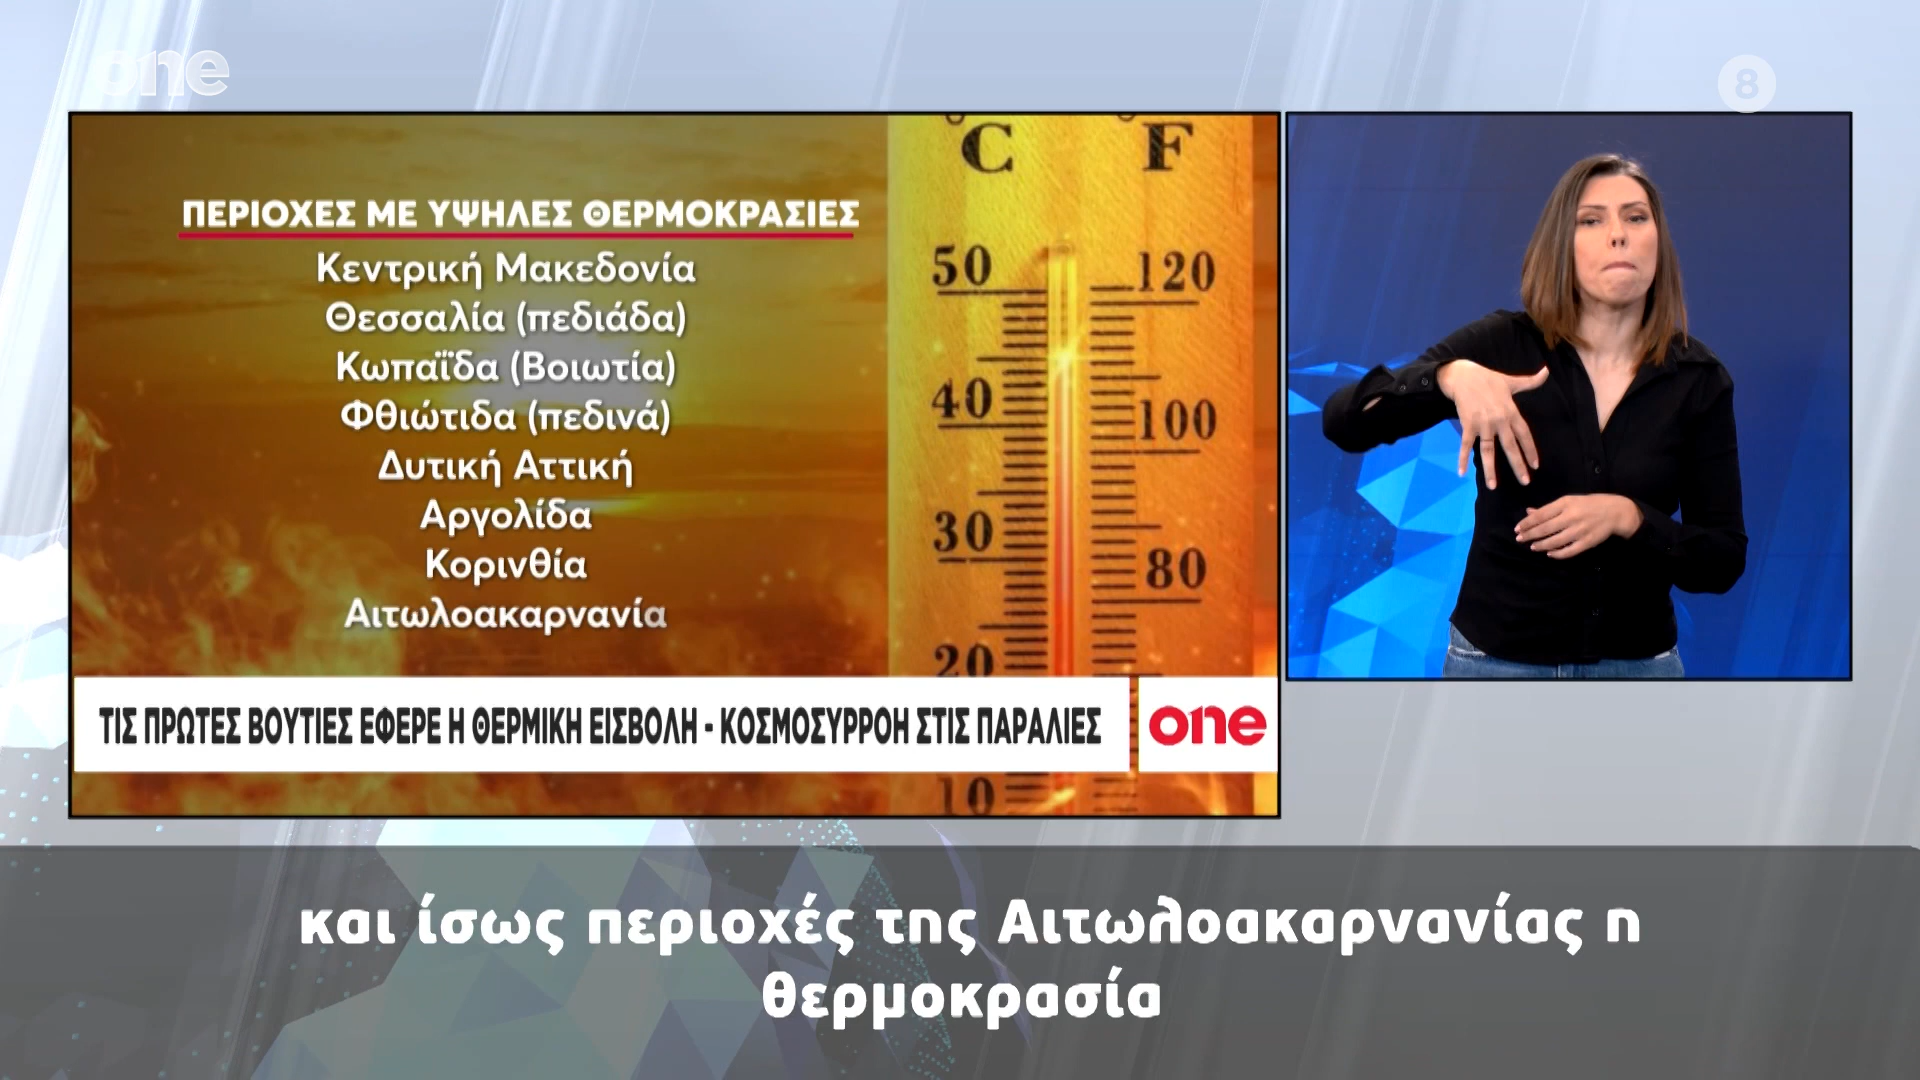 one
8
°C °F
ΠΕΡΙΟΧΕΣ ΜΕ ΥΨΗΛΕΣ ΘΕΡΜΟΚΡΑΣΙΕΣ
Κεντρική Μακεδονία
Θεσσαλία (πεδιάδα)
Κωπαΐδα (Βοιωτία)
Φθιώτιδα (πεδινά)
Δυτική Αττική
Αργολίδα
Κορινθία
Αιτωλοακαρνανία
50 120
40 100
30 80
20
10
ΤΙΣ ΠΡΩΤΕΣ ΒΟΥΤΙΕΣ ΕΦΕΡΕ Η ΘΕΡΜΙΚΗ ΕΙΣΒΟΛΗ - ΚΟΣΜΟΣΥΡΡΟΗ ΣΤΙΣ ΠΑΡΑΛΙΕΣ
one
και ίσως περιοχές της Αιτωλοακαρνανίας η
θερμοκρασία